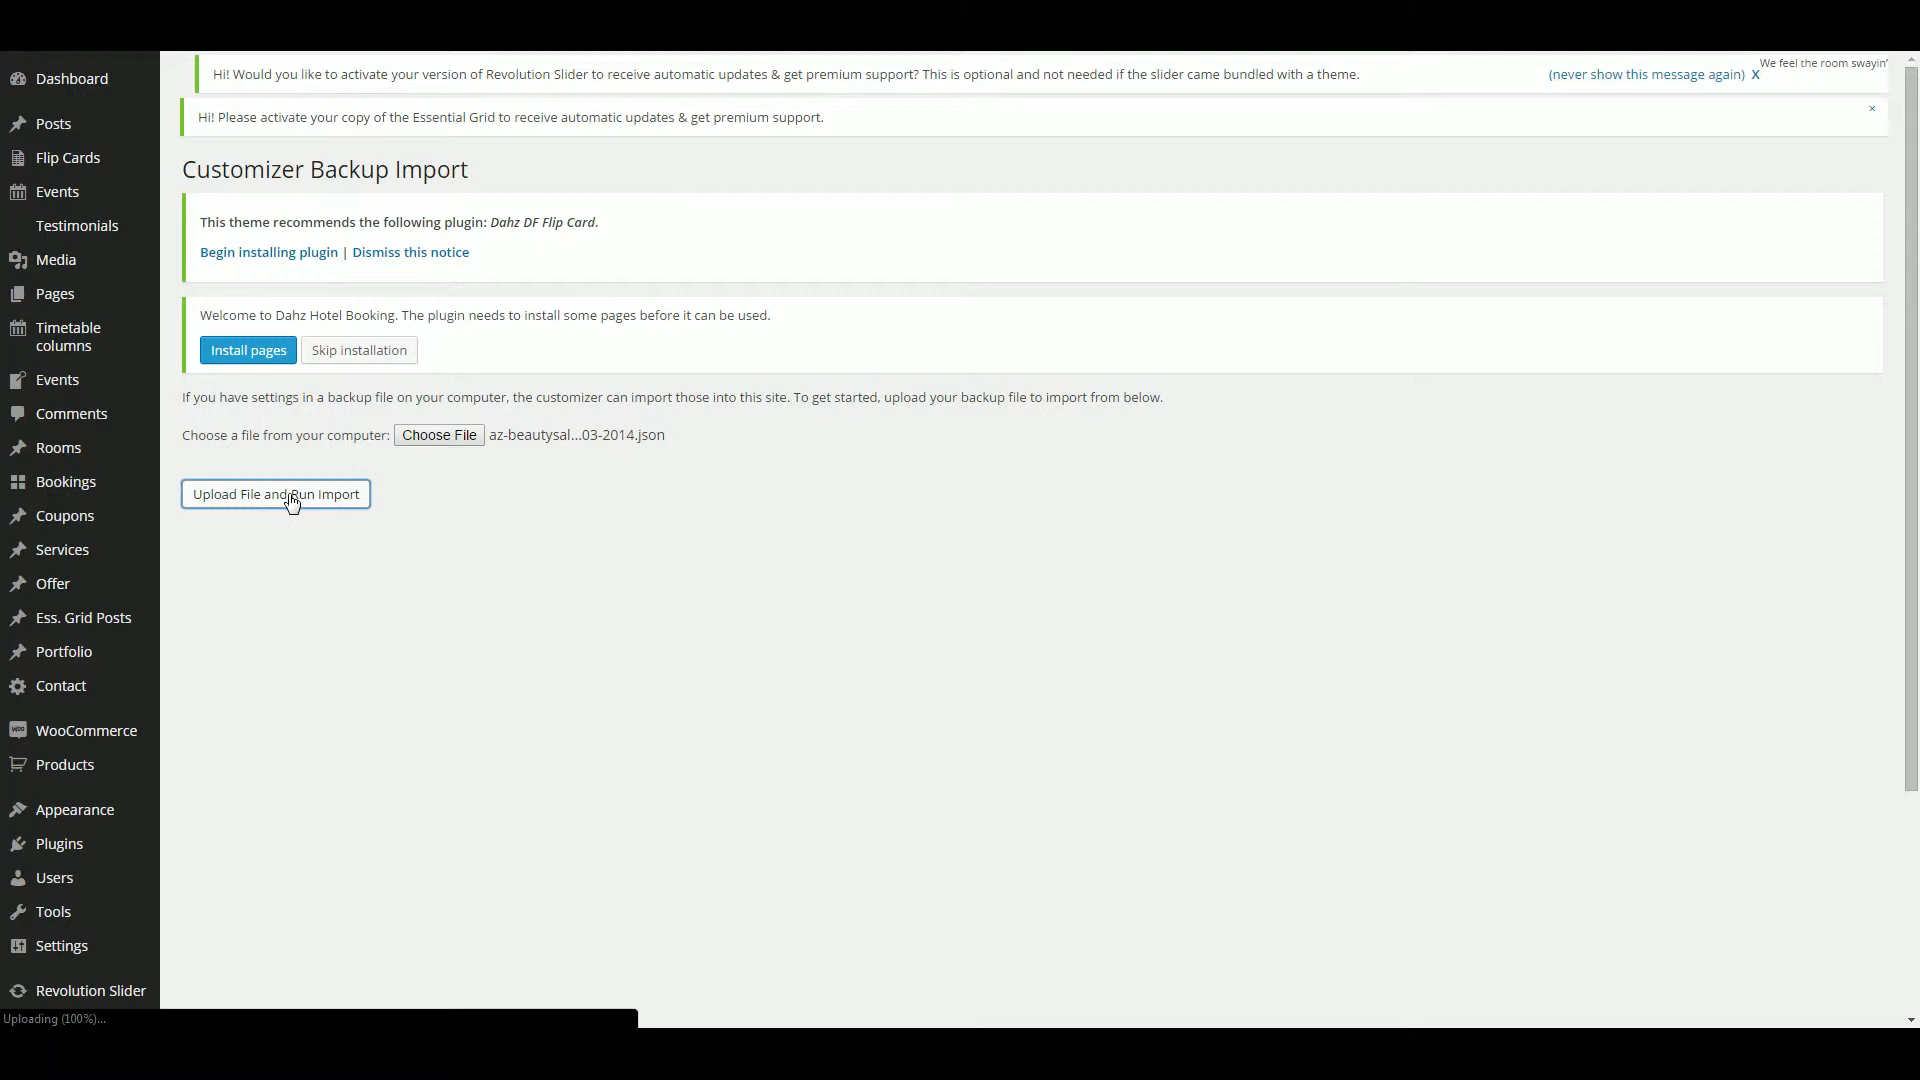 Dashboard
Posts
Flip Cards
Events
Testimonials
Media
Pages
Timetable
columns
Events
Comments
Rooms
Bookings
Coupons
Services
Offer
Ess. Grid Posts
Portfolio
Contact
WooCommerce
Products
Appearance
Plugins
Users
Tools
Settings
Revolution Slider
Uploading (100%)...
We feel the room swayin'
Hi! Would you like to activate your version of Revolution Slider to receive automatic updates & get premium support? This is optional and not needed if the slider came bundled with a theme. (never show this message again) X
Hi! Please activate your copy of the Essential Grid to receive automatic updates & get premium support. ×
Customizer Backup Import
This theme recommends the following plugin: Dahz DF Flip Card.
Begin installing plugin | Dismiss this notice
Welcome to Dahz Hotel Booking. The plugin needs to install some pages before it can be used.
Install pages Skip installation
If you have settings in a backup file on your computer, the customizer can import those into this site. To get started, upload your backup file to import from below.
Choose a file from your computer: Choose File az-beautysal...03-2014.json
Upload File and Run Import